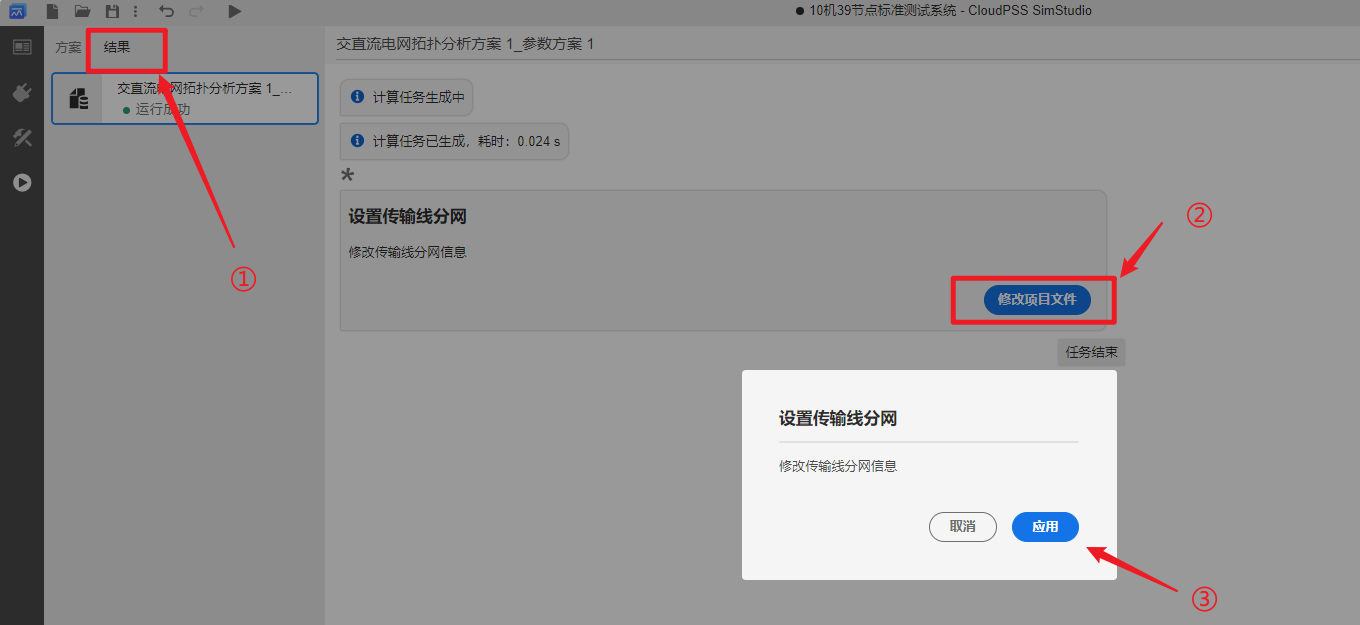 ● 10机39节点标准测试系统 - CloudPSS SimStudio
方案 结果
交直流电网拓扑分析方案 1_参数方案 1
交直流电网拓扑分析方案 1_...
运行成功
计算任务生成中
计算任务已生成，耗时：0.024 s
*
设置传输线分网
修改传输线分网信息
修改项目文件
任务结束
①
②
设置传输线分网
修改传输线分网信息
取消 应用
③